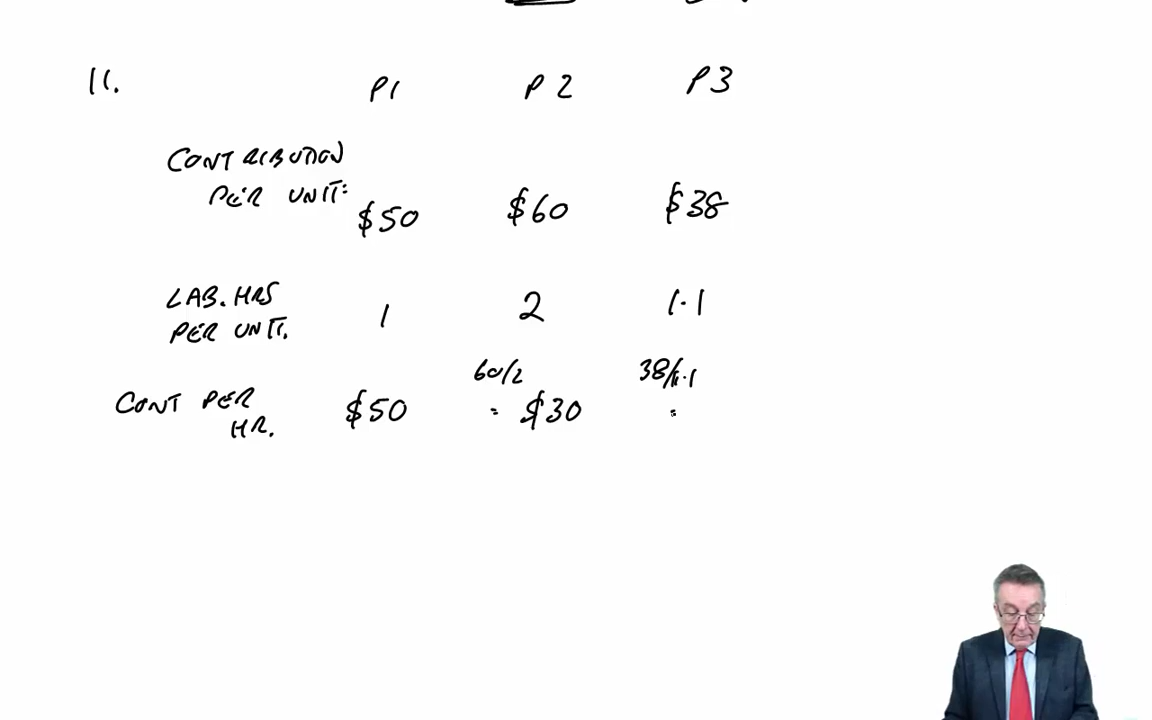 11.
P1 P2 P3
CONTRIBUTION
PER UNIT: $50 $60 $38
LAB. HRS
PER UNIT. 1 2 1.1
60/2 38/1.1
CONT PER
HR. $50 = $30 =